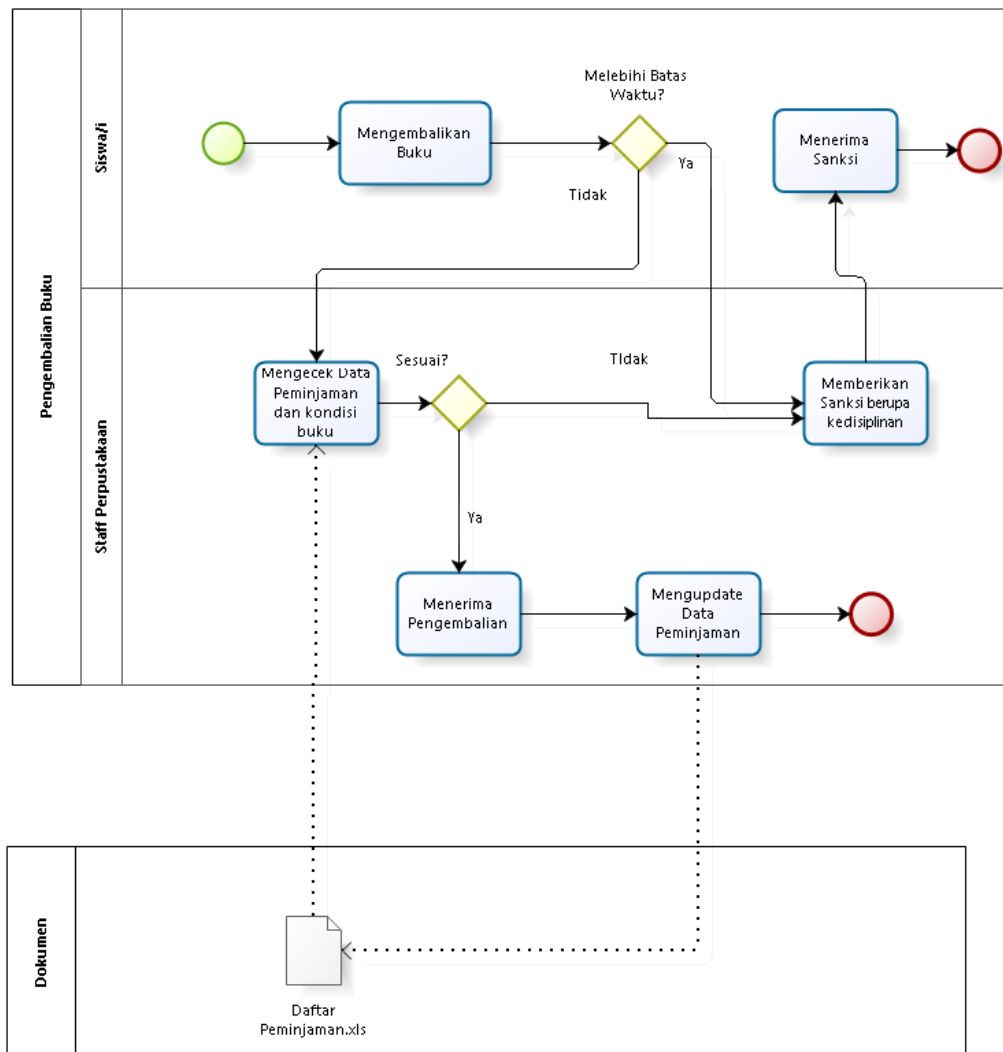 Pengembalian Buku
Siswa/i
Mengembalikan
Buku
Melebihi Batas
Waktu?
Ya
Tidak
Menerima
Sanksi
Staff Perpustakaan
Mengecek Data
Peminjaman
dan kondisi
buku
Sesuai?
TIdak
Ya
Memberikan
Sanksi berupa
kedisiplinan
Menerima
Pengembalian
Mengupdate
Data
Peminjaman
Dokumen
Daftar
Peminjaman.xls